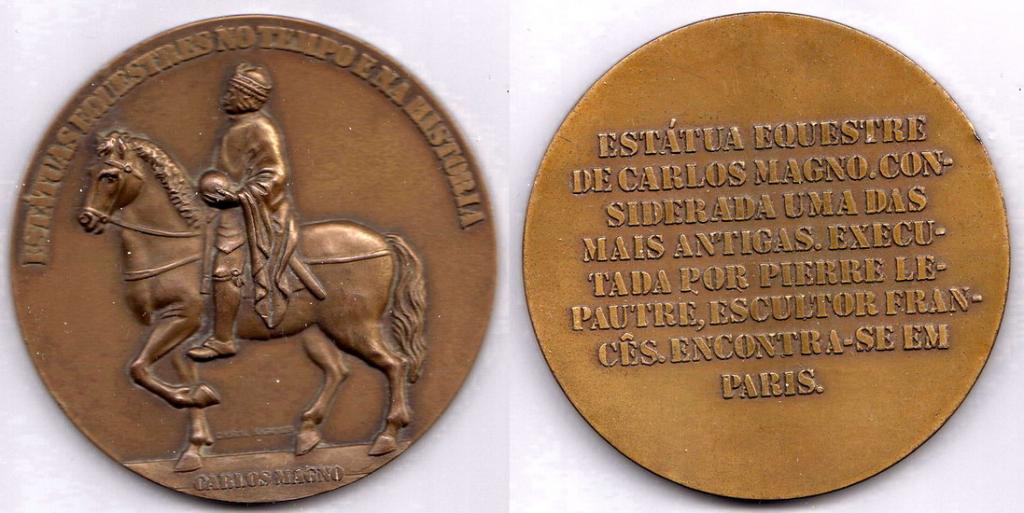 ESTÁTUAS EQUESTRES NO TEMPO E NA HISTORIA
CARLOS MAGNO
ESTÁTUA EQUESTRE
DE CARLOS MAGNO. CON-
SIDERADA UMA DAS
MAIS ANTIGAS. EXECU-
TADA POR PIERRE LE-
PAUTRE, ESCULTOR FRAN-
CÊS. ENCONTRA-SE EM
PARIS.